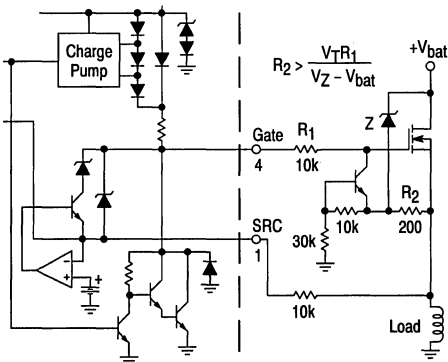 Charge
Pump
R2 > VTR1
VZ − Vbat
+Vbat
Z
Gate
4
R1
10k
R2
200
10k
30k
SRC
1
10k
Load
− + +